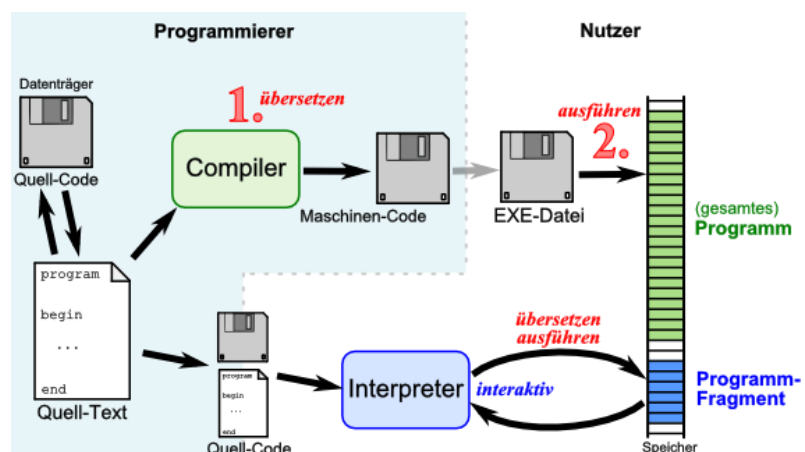 Programmierer
Nutzer
Datenträger
Quell-Code
1. übersetzen
Compiler
Maschinen-Code
EXE-Datei
ausführen
2.
(gesamtes)
Programm
program
begin
...
end
Quell-Text
program
begin
...
end
Quell-Code
Interpreter
übersetzen
ausführen
interaktiv
Programm-
Fragment
Speicher